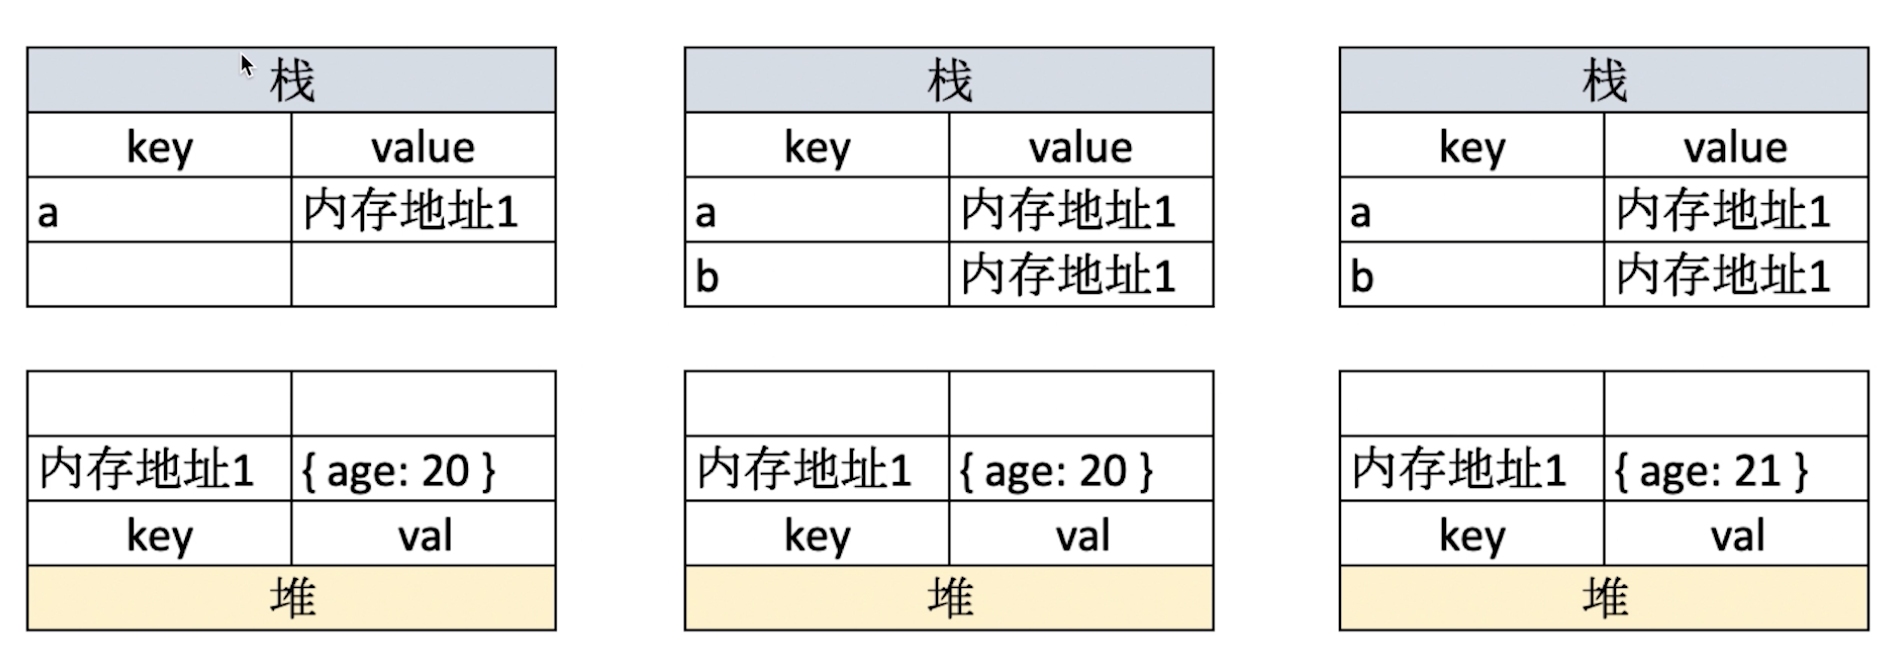 栈
key value
a 内存地址1
内存地址1 { age: 20 }
key val
堆
栈
key value
a 内存地址1
b 内存地址1
内存地址1 { age: 20 }
key val
堆
栈
key value
a 内存地址1
b 内存地址1
内存地址1 { age: 21 }
key val
堆